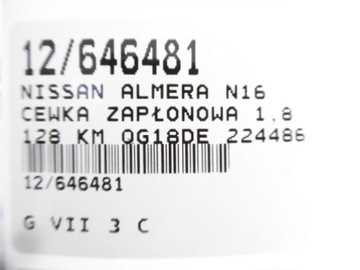 12/646481
NISSAN ALMERA N16
CEWKA ZAPŁONOWA 1,8
128 KM QG18DE 224486
12/646481
G VII 3 C